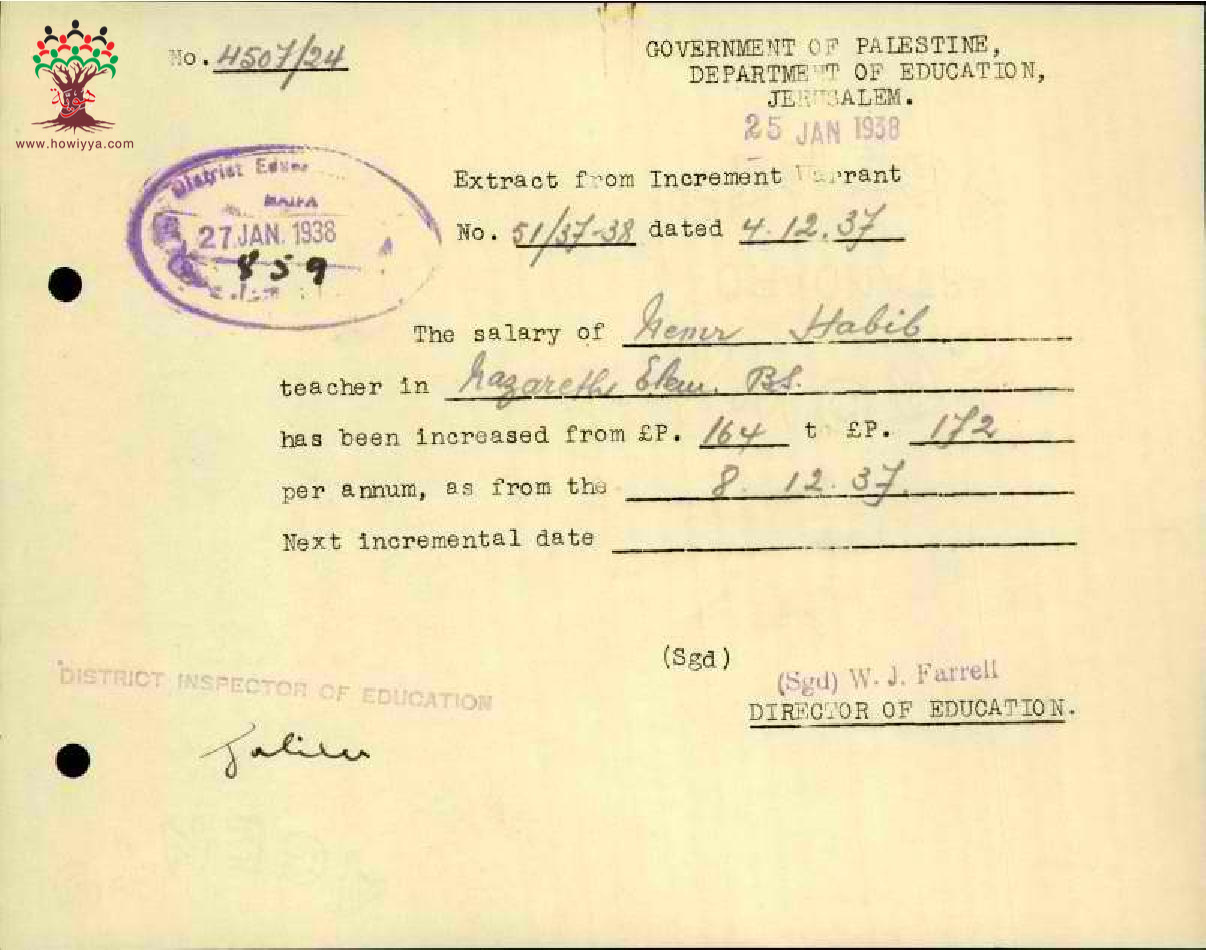 حويّة
www.howiyya.com
No. 4507/24
GOVERNMENT OF PALESTINE,
DEPARTMENT OF EDUCATION,
JERUSALEM.
25 JAN 1938
District Educ
HAIFA
27 JAN. 1938
859
Extract from Increment Warrant
No. 51/37-38 dated 4.12.37
The salary of Nemr Habib
teacher in Nazareth Elem. B.S.
has been increased from £P. 164 t £P. 172
per annum, as from the 8. 12. 37.
Next incremental date
(Sgd)
(Sgd) W. J. Farrell
DIRECTOR OF EDUCATION.
DISTRICT INSPECTOR OF EDUCATION
Galilee